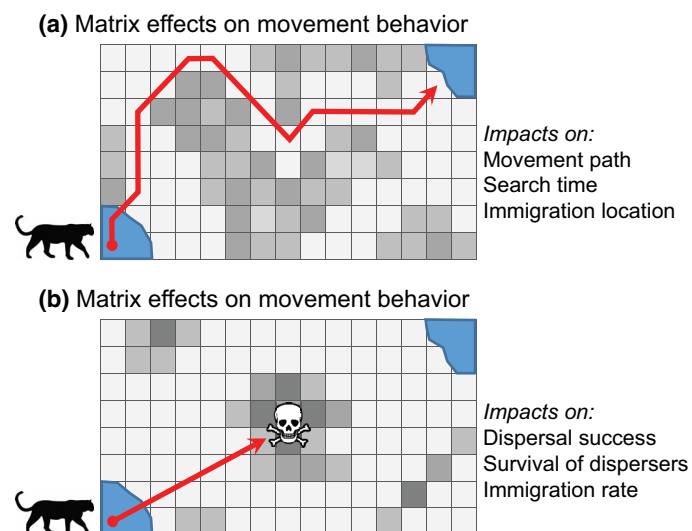 (a) Matrix effects on movement behavior
Impacts on:
Movement path
Search time
Immigration location
(b) Matrix effects on movement behavior
Impacts on:
Dispersal success
Survival of dispersers
Immigration rate